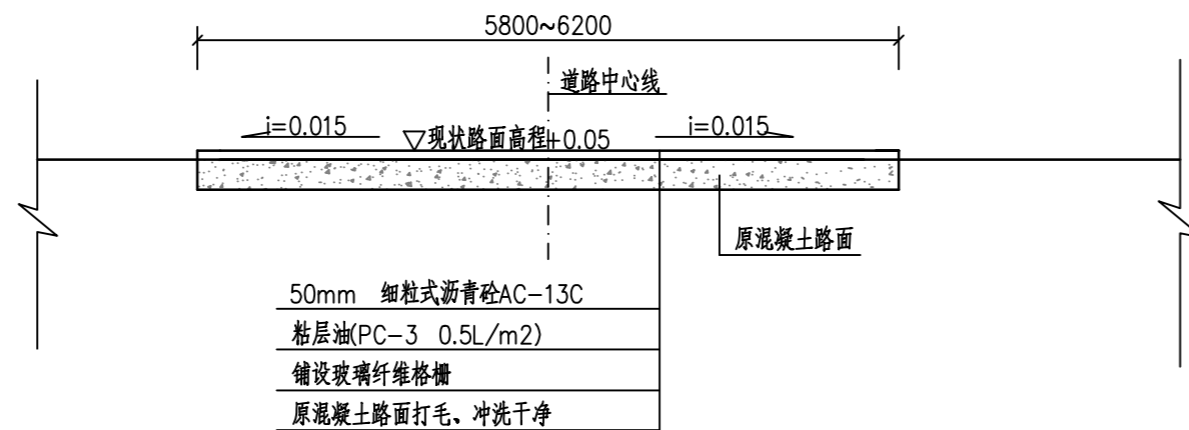 5800~6200
道路中心线
i=0.015
▽现状路面高程+0.05
i=0.015
原混凝土路面
50mm 细粒式沥青砼AC-13C
粘层油(PC-3 0.5L/m2)
铺设玻璃纤维格栅
原混凝土路面打毛、冲洗干净